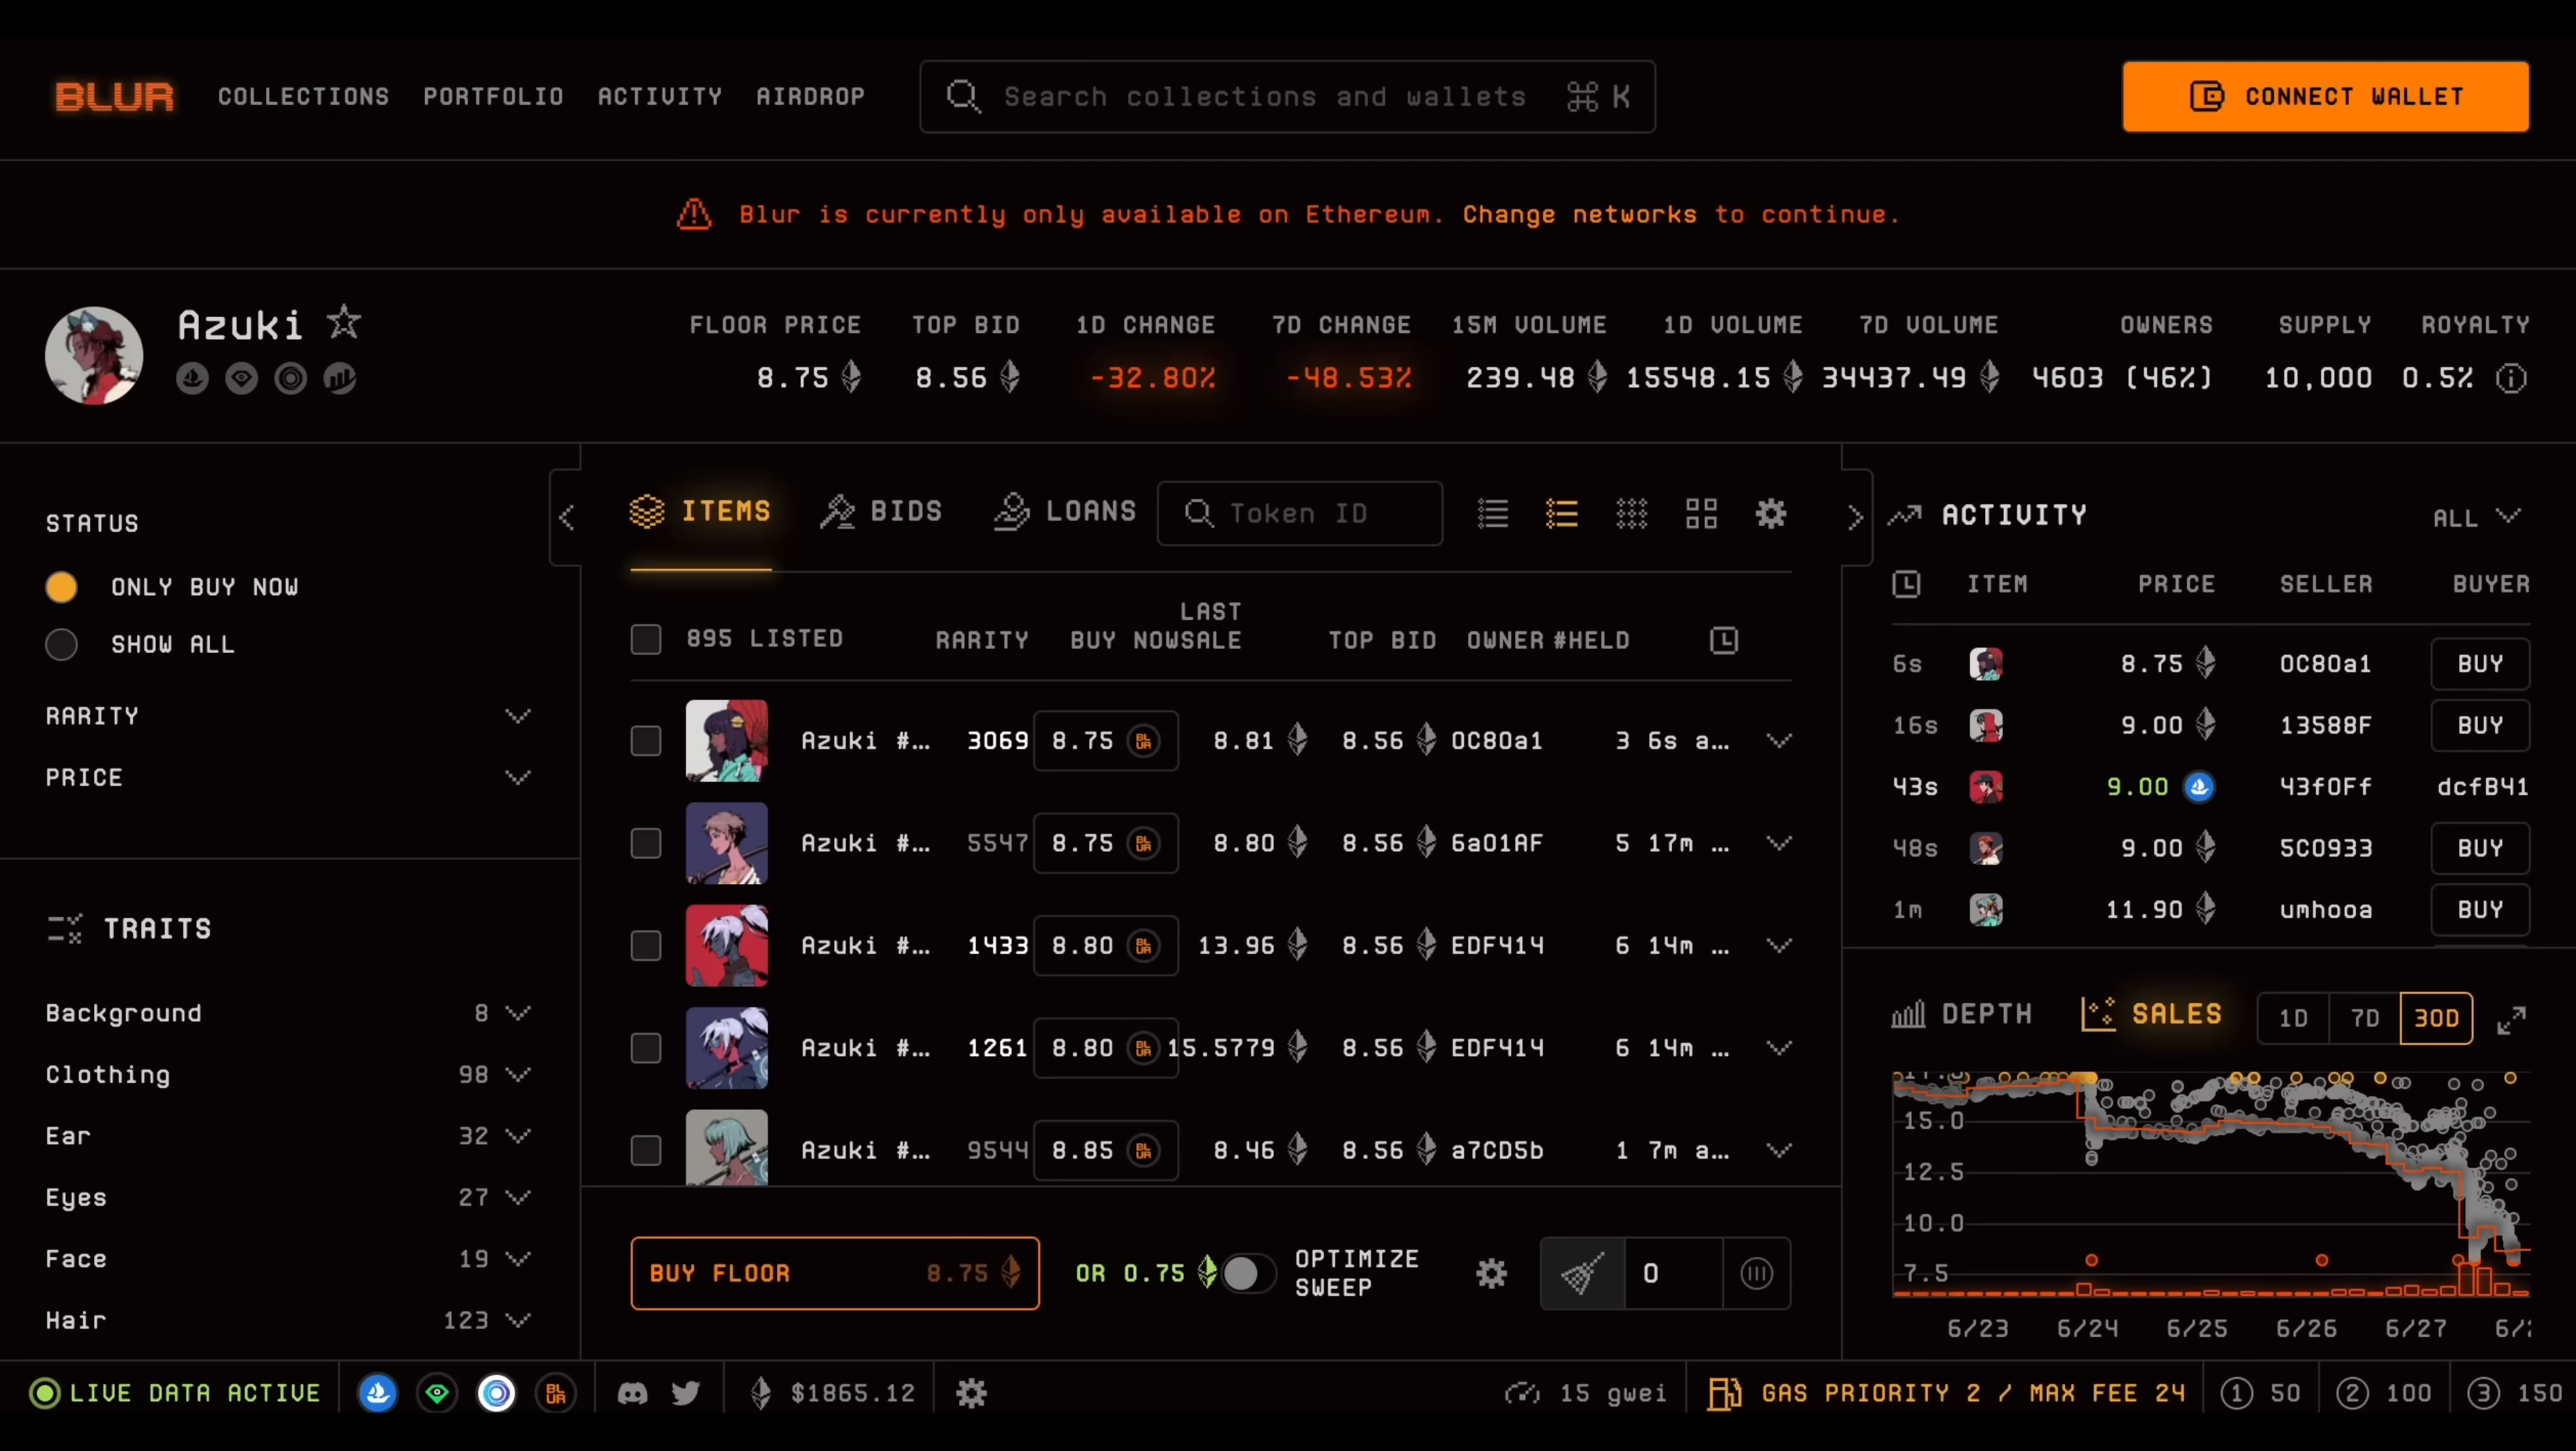 BLUR COLLECTIONS PORTFOLIO ACTIVITY AIRDROP Search collections and wallets ⌘ K CONNECT WALLET
Blur is currently only available on Ethereum. Change networks to continue.
Azuki
FLOOR PRICE TOP BID 1D CHANGE 7D CHANGE 15M VOLUME 1D VOLUME 7D VOLUME OWNERS SUPPLY ROYALTY
8.75 8.56 -32.80% -48.53% 239.48 15548.15 34437.49 4603 (46%) 10,000 0.5%
STATUS
ONLY BUY NOW
SHOW ALL
RARITY
PRICE
TRAITS
Background 8
Clothing 98
Ear 32
Eyes 27
Face 19
Hair 123
ITEMS BIDS LOANS Token ID
895 LISTED RARITY BUY NOW LAST SALE TOP BID OWNER #HELD
Azuki #… 3069 8.75 BLUR 8.81 8.56 0C80a1 3 6s a…
Azuki #… 5547 8.75 BLUR 8.80 8.56 6a01AF 5 17m …
Azuki #… 1433 8.80 BLUR 13.96 8.56 EDF414 6 14m …
Azuki #… 1261 8.80 BLUR 15.5779 8.56 EDF414 6 14m …
Azuki #… 9544 8.85 BLUR 8.46 8.56 a7CD5b 1 7m a…
BUY FLOOR 8.75 OR 0.75 OPTIMIZE SWEEP 0
ACTIVITY ALL
ITEM PRICE SELLER BUYER
6s 8.75 0C80a1 BUY
16s 9.00 13588F BUY
43s 9.00 43f0Ff dcfB41
48s 9.00 5C0933 BUY
1m 11.90 umhooa BUY
DEPTH SALES 1D 7D 30D
15.0
12.5
10.0
7.5
6/23 6/24 6/25 6/26 6/27
LIVE DATA ACTIVE BLUR $1865.12 15 gwei GAS PRIORITY 2 / MAX FEE 24 1 50 2 100 3 150